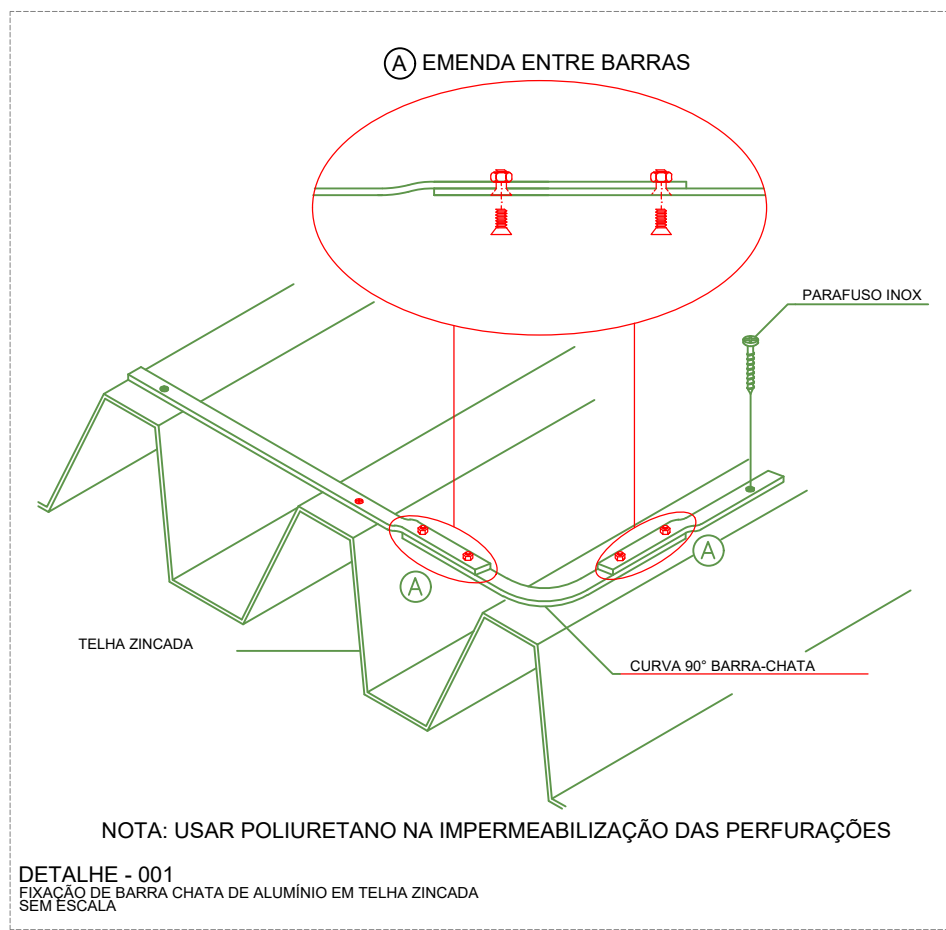 A EMENDA ENTRE BARRAS
PARAFUSO INOX
A
A
TELHA ZINCADA
CURVA 90° BARRA-CHATA
NOTA: USAR POLIURETANO NA IMPERMEABILIZAÇÃO DAS PERFURAÇÕES
DETALHE - 001
FIXAÇÃO DE BARRA CHATA DE ALUMÍNIO EM TELHA ZINCADA
SEM ESCALA